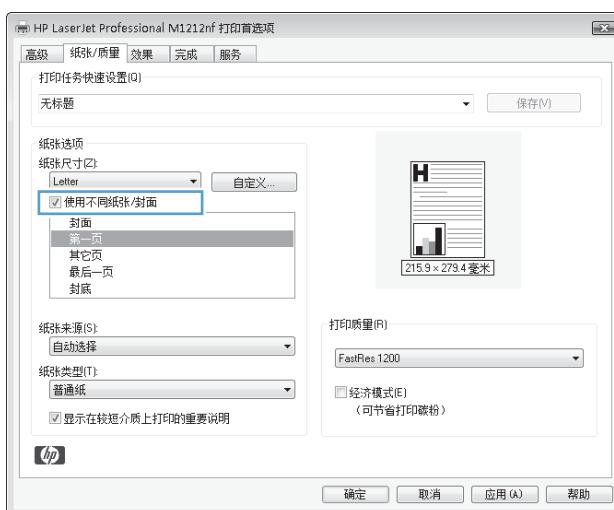 HP LaserJet Professional M1212nf 打印首选项
高级 纸张/质量 效果 完成 服务
打印任务快速设置(Q)
无标题
保存(V)
纸张选项
纸张尺寸(Z):
Letter 自定义...
使用不同纸张/封面
封面
第一页
其它页
最后一页
封底
纸张来源(S):
自动选择
纸张类型(T):
普通纸
显示在较短介质上打印的重要说明
H
215.9 × 279.4 毫米
打印质量(R)
FastRes 1200
经济模式(E)
(可节省打印碳粉)
hp
确定 取消 应用(A) 帮助